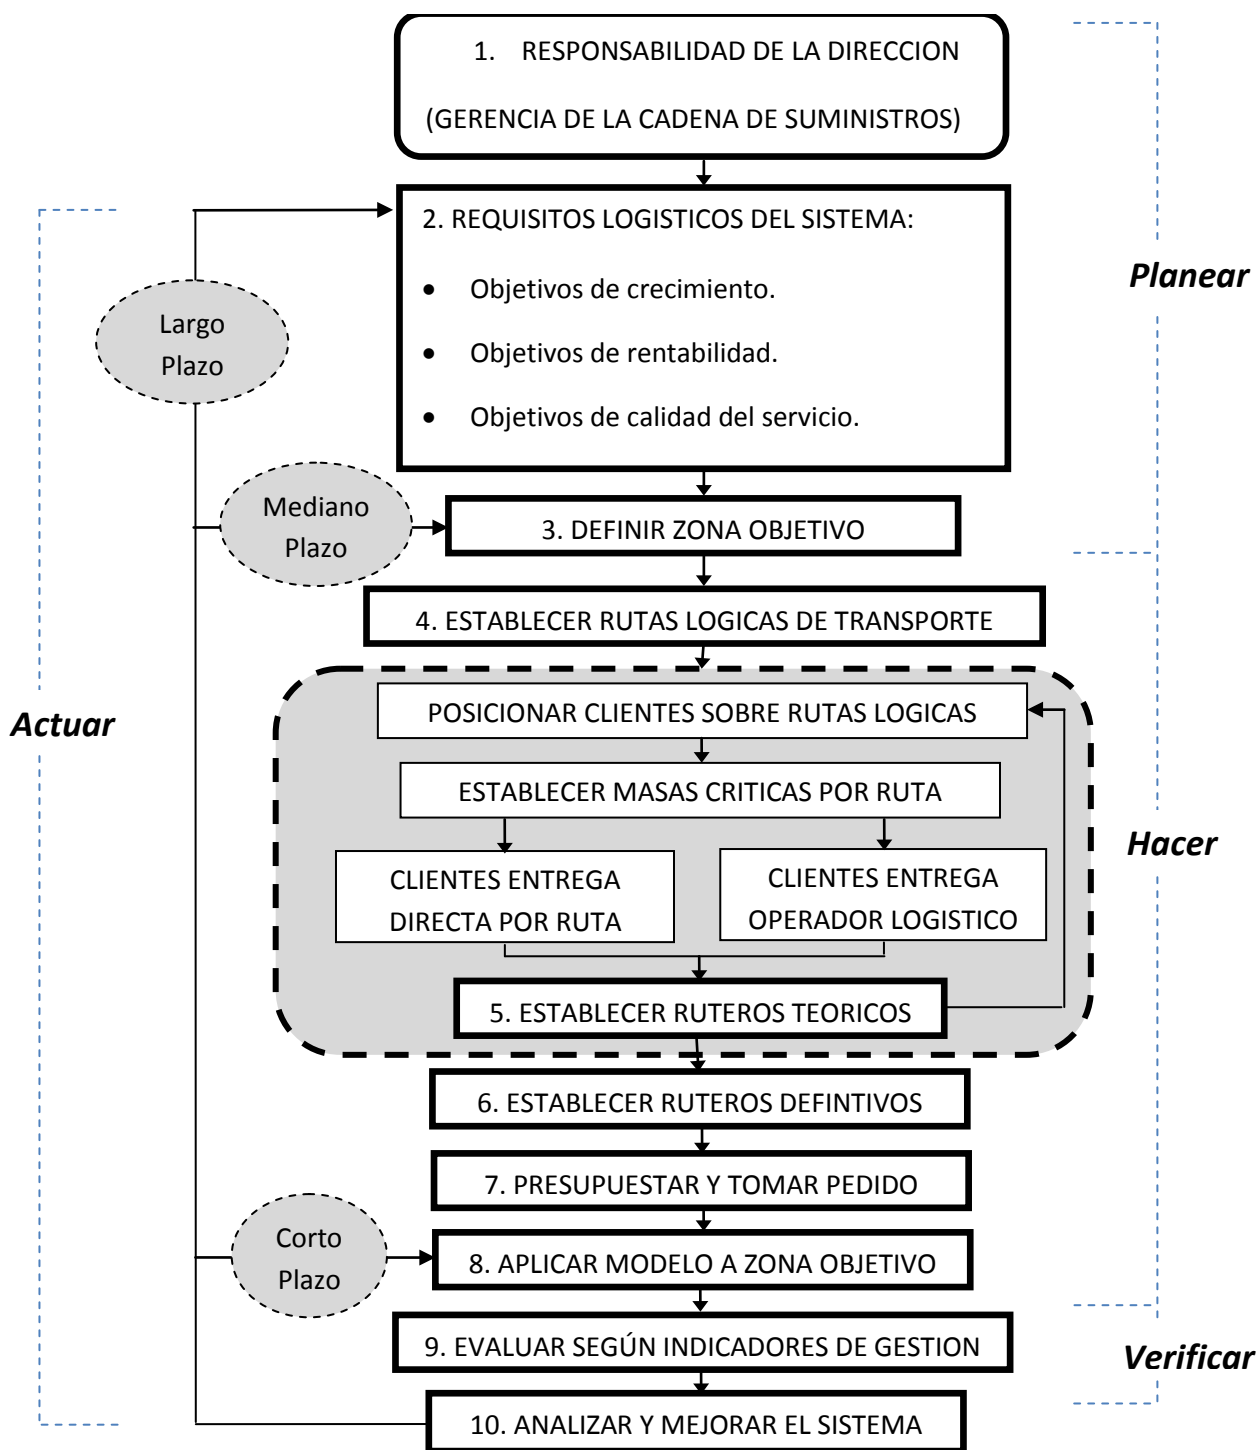 1. RESPONSABILIDAD DE LA DIRECCION
(GERENCIA DE LA CADENA DE SUMINISTROS)
2. REQUISITOS LOGISTICOS DEL SISTEMA:
• Objetivos de crecimiento.
• Objetivos de rentabilidad.
• Objetivos de calidad del servicio.
Planear
Largo
Plazo
Mediano
Plazo
3. DEFINIR ZONA OBJETIVO
4. ESTABLECER RUTAS LOGICAS DE TRANSPORTE
Actuar
POSICIONAR CLIENTES SOBRE RUTAS LOGICAS
ESTABLECER MASAS CRITICAS POR RUTA
Hacer
CLIENTES ENTREGA
DIRECTA POR RUTA
CLIENTES ENTREGA
OPERADOR LOGISTICO
5. ESTABLECER RUTEROS TEORICOS
6. ESTABLECER RUTEROS DEFINTIVOS
7. PRESUPUESTAR Y TOMAR PEDIDO
Corto
Plazo
8. APLICAR MODELO A ZONA OBJETIVO
9. EVALUAR SEGÚN INDICADORES DE GESTION
Verificar
10. ANALIZAR Y MEJORAR EL SISTEMA